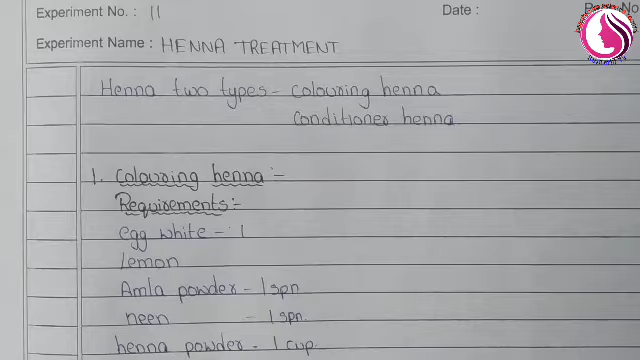 Experiment No. : 11
Date :
Experiment Name : HENNA TREATMENT
Henna two types - colouring henna
conditioner henna
1. Colouring henna :-
Requirements :-
egg white - 1
Lemon
Amla powder - 1 spn
neen - 1 spn.
henna powder - 1 cup.